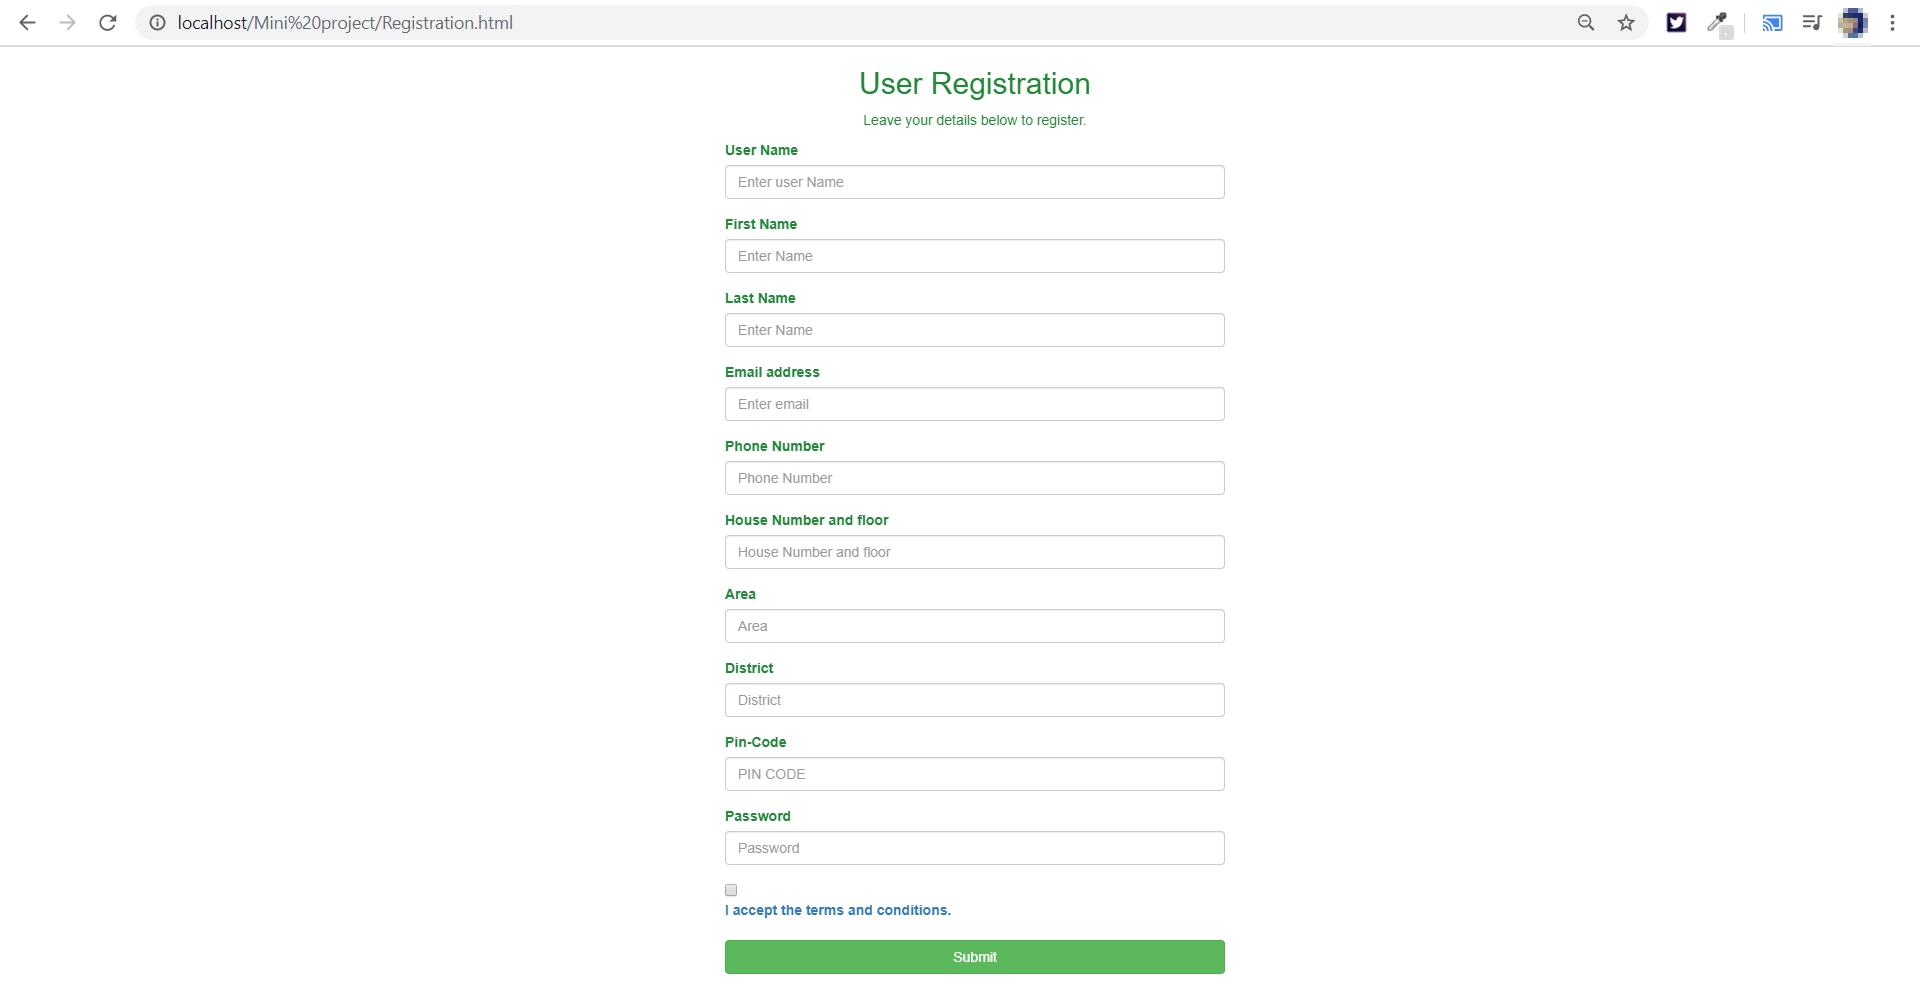 localhost/Mini%20project/Registration.html
User Registration
Leave your details below to register.
User Name
Enter user Name
First Name
Enter Name
Last Name
Enter Name
Email address
Enter email
Phone Number
Phone Number
House Number and floor
House Number and floor
Area
Area
District
District
Pin-Code
PIN CODE
Password
Password
I accept the terms and conditions.
Submit